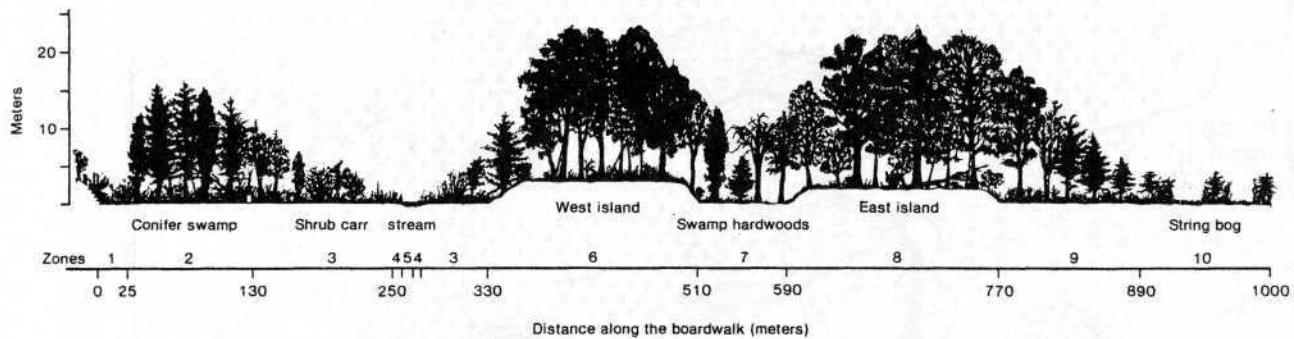 Meters
20
10
Conifer swamp Shrub carr stream West island Swamp hardwoods East island String bog
Zones 1 2 3 4 5 4 3 6 7 8 9 10
0 25 130 250 330 510 590 770 890 1000
Distance along the boardwalk (meters)